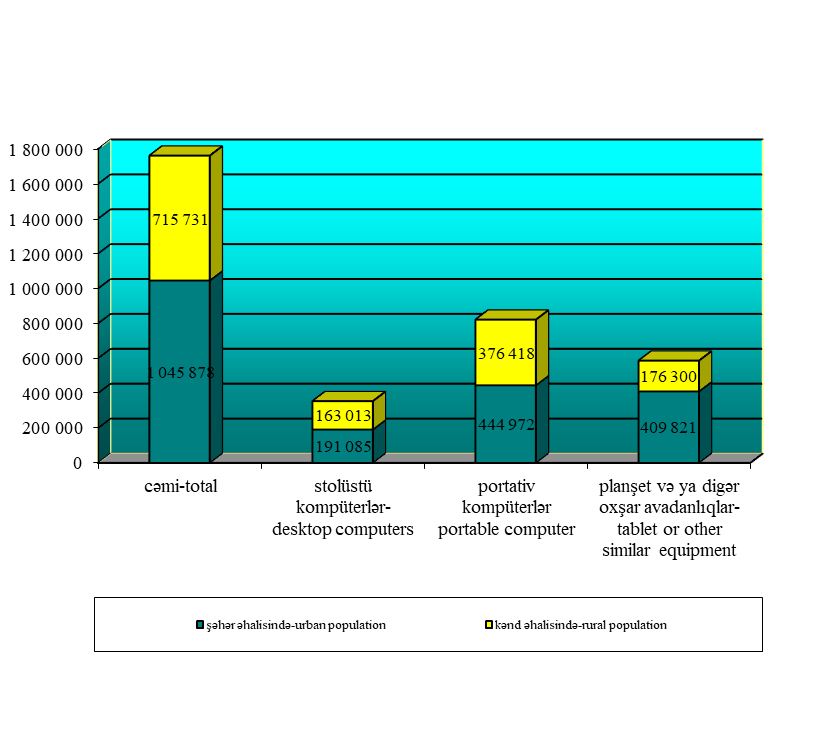 1 800 000
1 600 000
1 400 000
1 200 000
1 000 000
800 000
600 000
400 000
200 000
0
715 731
1 045 878
163 013
191 085
376 418
444 972
176 300
409 821
cəmi-total
stolüstü
kompüterlər-
desktop computers
portativ
kompüterlər
portable computer
planşet və ya digər
oxşar avadanlıqlar-
tablet or other
similar equipment
şəhər əhalisində-urban population
kənd əhalisində-rural population